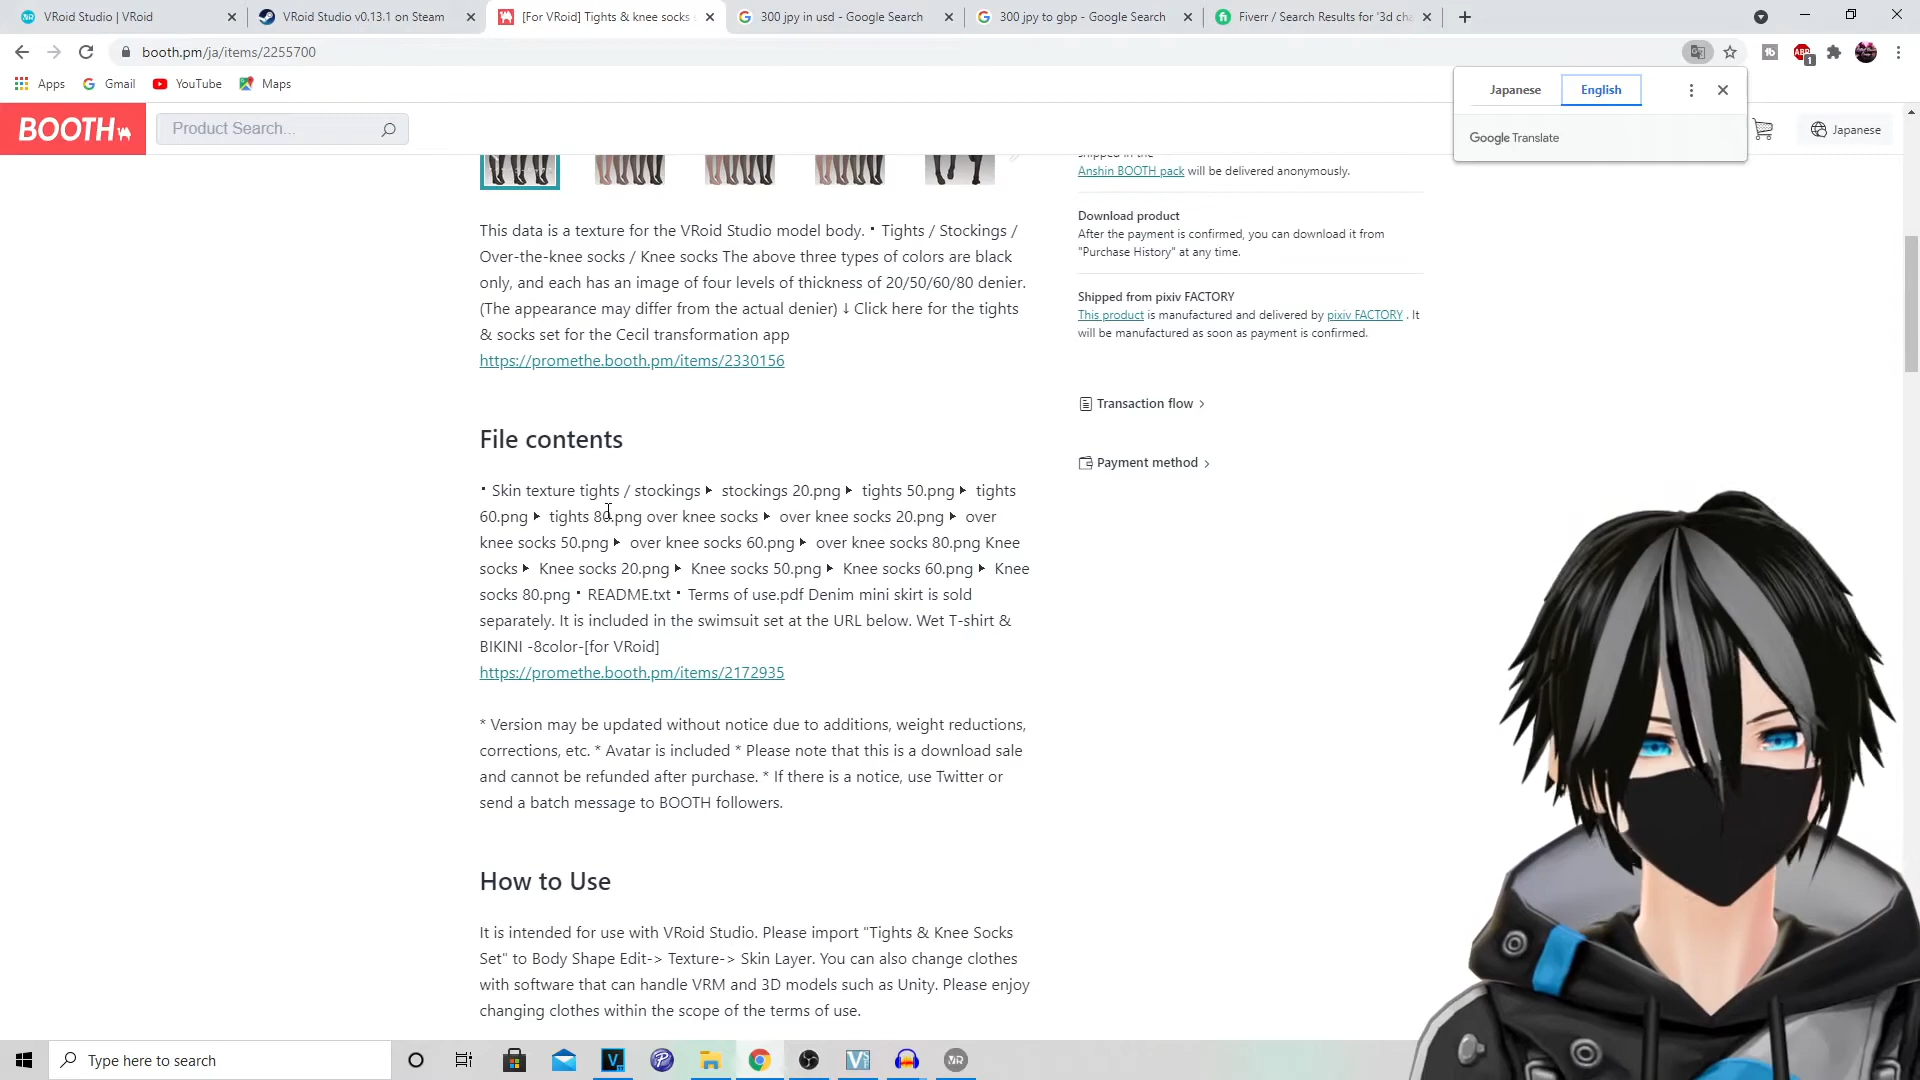 VRoid Studio | VRoid
VRoid Studio v0.13.1 on Steam
[For VRoid] Tights & knee socks
300 jpy in usd - Google Search
300 jpy to gbp - Google Search
Fiverr / Search Results for '3d cha
booth.pm/ja/items/2255700
ABP
1
Apps
Gmail
YouTube
Maps
Japanese
English
Google Translate
BOOTH
Product Search...
Japanese
Anshin BOOTH pack will be delivered anonymously.
This data is a texture for the VRoid Studio model body. ・ Tights / Stockings /
Over-the-knee socks / Knee socks The above three types of colors are black
only, and each has an image of four levels of thickness of 20/50/60/80 denier.
(The appearance may differ from the actual denier) ↓ Click here for the tights
& socks set for the Cecil transformation app
https://promethe.booth.pm/items/2330156
Download product
After the payment is confirmed, you can download it from
"Purchase History" at any time.
Shipped from pixiv FACTORY
This product is manufactured and delivered by pixiv FACTORY . It
will be manufactured as soon as payment is confirmed.
Transaction flow
Payment method
File contents
・ Skin texture tights / stockings ▶ stockings 20.png ▶ tights 50.png ▶ tights
60.png ▶ tights 80.png over knee socks ▶ over knee socks 20.png ▶ over
knee socks 50.png ▶ over knee socks 60.png ▶ over knee socks 80.png Knee
socks ▶ Knee socks 20.png ▶ Knee socks 50.png ▶ Knee socks 60.png ▶ Knee
socks 80.png ・ README.txt ・ Terms of use.pdf Denim mini skirt is sold
separately. It is included in the swimsuit set at the URL below. Wet T-shirt &
BIKINI -8color-[for VRoid]
https://promethe.booth.pm/items/2172935
* Version may be updated without notice due to additions, weight reductions,
corrections, etc. * Avatar is included * Please note that this is a download sale
and cannot be refunded after purchase. * If there is a notice, use Twitter or
send a batch message to BOOTH followers.
How to Use
It is intended for use with VRoid Studio. Please import "Tights & Knee Socks
Set" to Body Shape Edit-> Texture-> Skin Layer. You can also change clothes
with software that can handle VRM and 3D models such as Unity. Please enjoy
changing clothes within the scope of the terms of use.
Type here to search